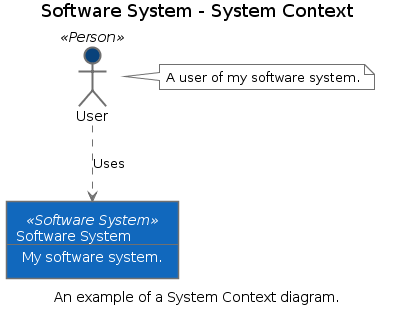 Software System - System Context
«Person»
A user of my software system.
User
Uses
«Software System»
Software System
My software system.
An example of a System Context diagram.